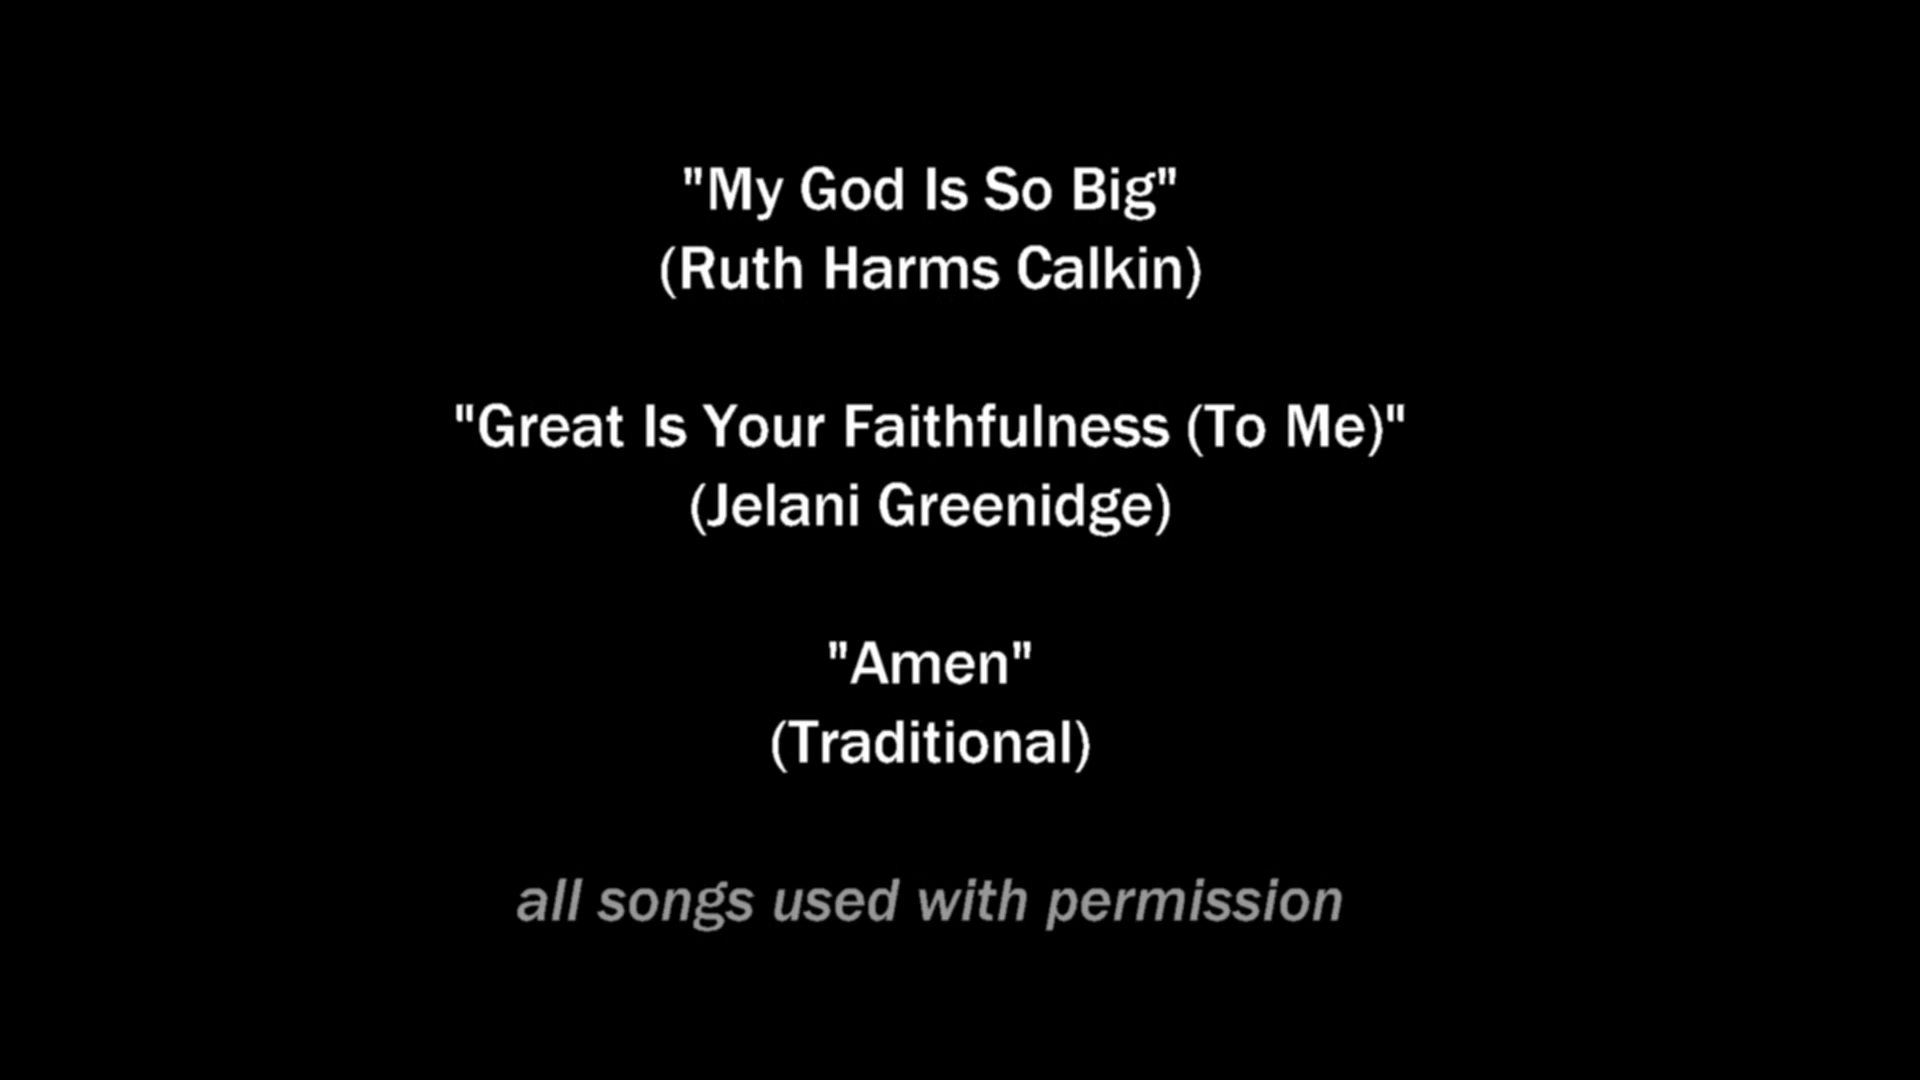 "My God Is So Big"
(Ruth Harms Calkin)
"Great Is Your Faithfulness (To Me)"
(Jelani Greenidge)
"Amen"
(Traditional)
all songs used with permission